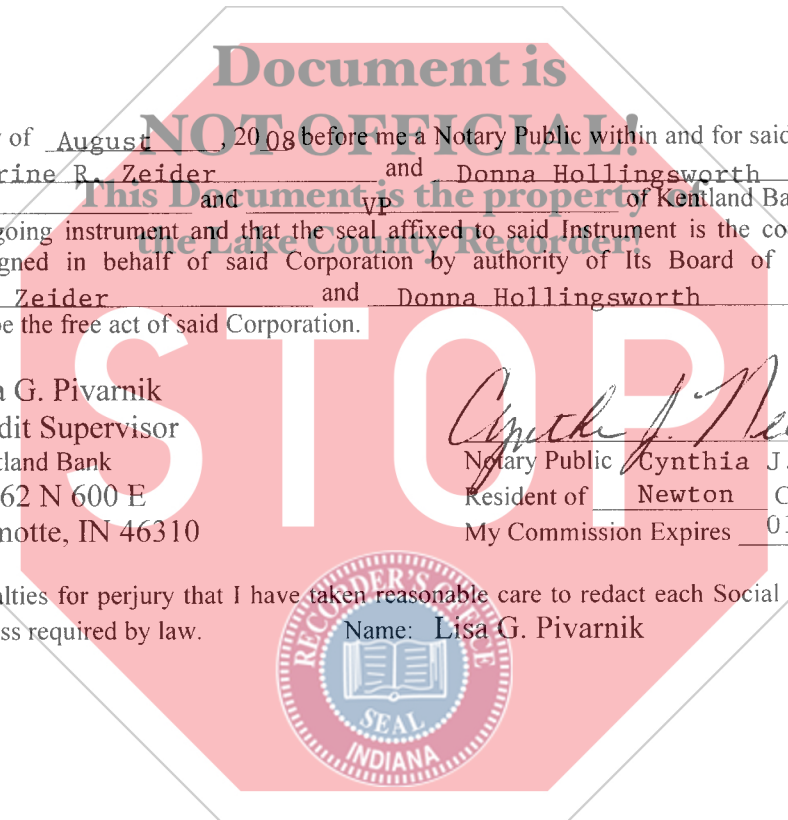 Document is
NOT OFFICIAL!
of August , 20 08 before me a Notary Public within and for said
rine R. Zeider and Donna Hollingsworth
This Document is the property of
and VP of Kentland Ba
going instrument and that the seal affixed to said Instrument is the co
the Lake County Recorder!
gned in behalf of said Corporation by authority of Its Board of
Zeider and Donna Hollingsworth
be the free act of said Corporation.
STOP
a G. Pivarnik
dit Supervisor
tland Bank
62 N 600 E
notte, IN 46310
Cynthia J. Ne
Notary Public Cynthia J.
Resident of Newton C
My Commission Expires 01
alties for perjury that I have taken reasonable care to redact each Social
ss required by law. Name: Lisa G. Pivarnik
RECORDER'S OFFICE
SEAL
INDIANA